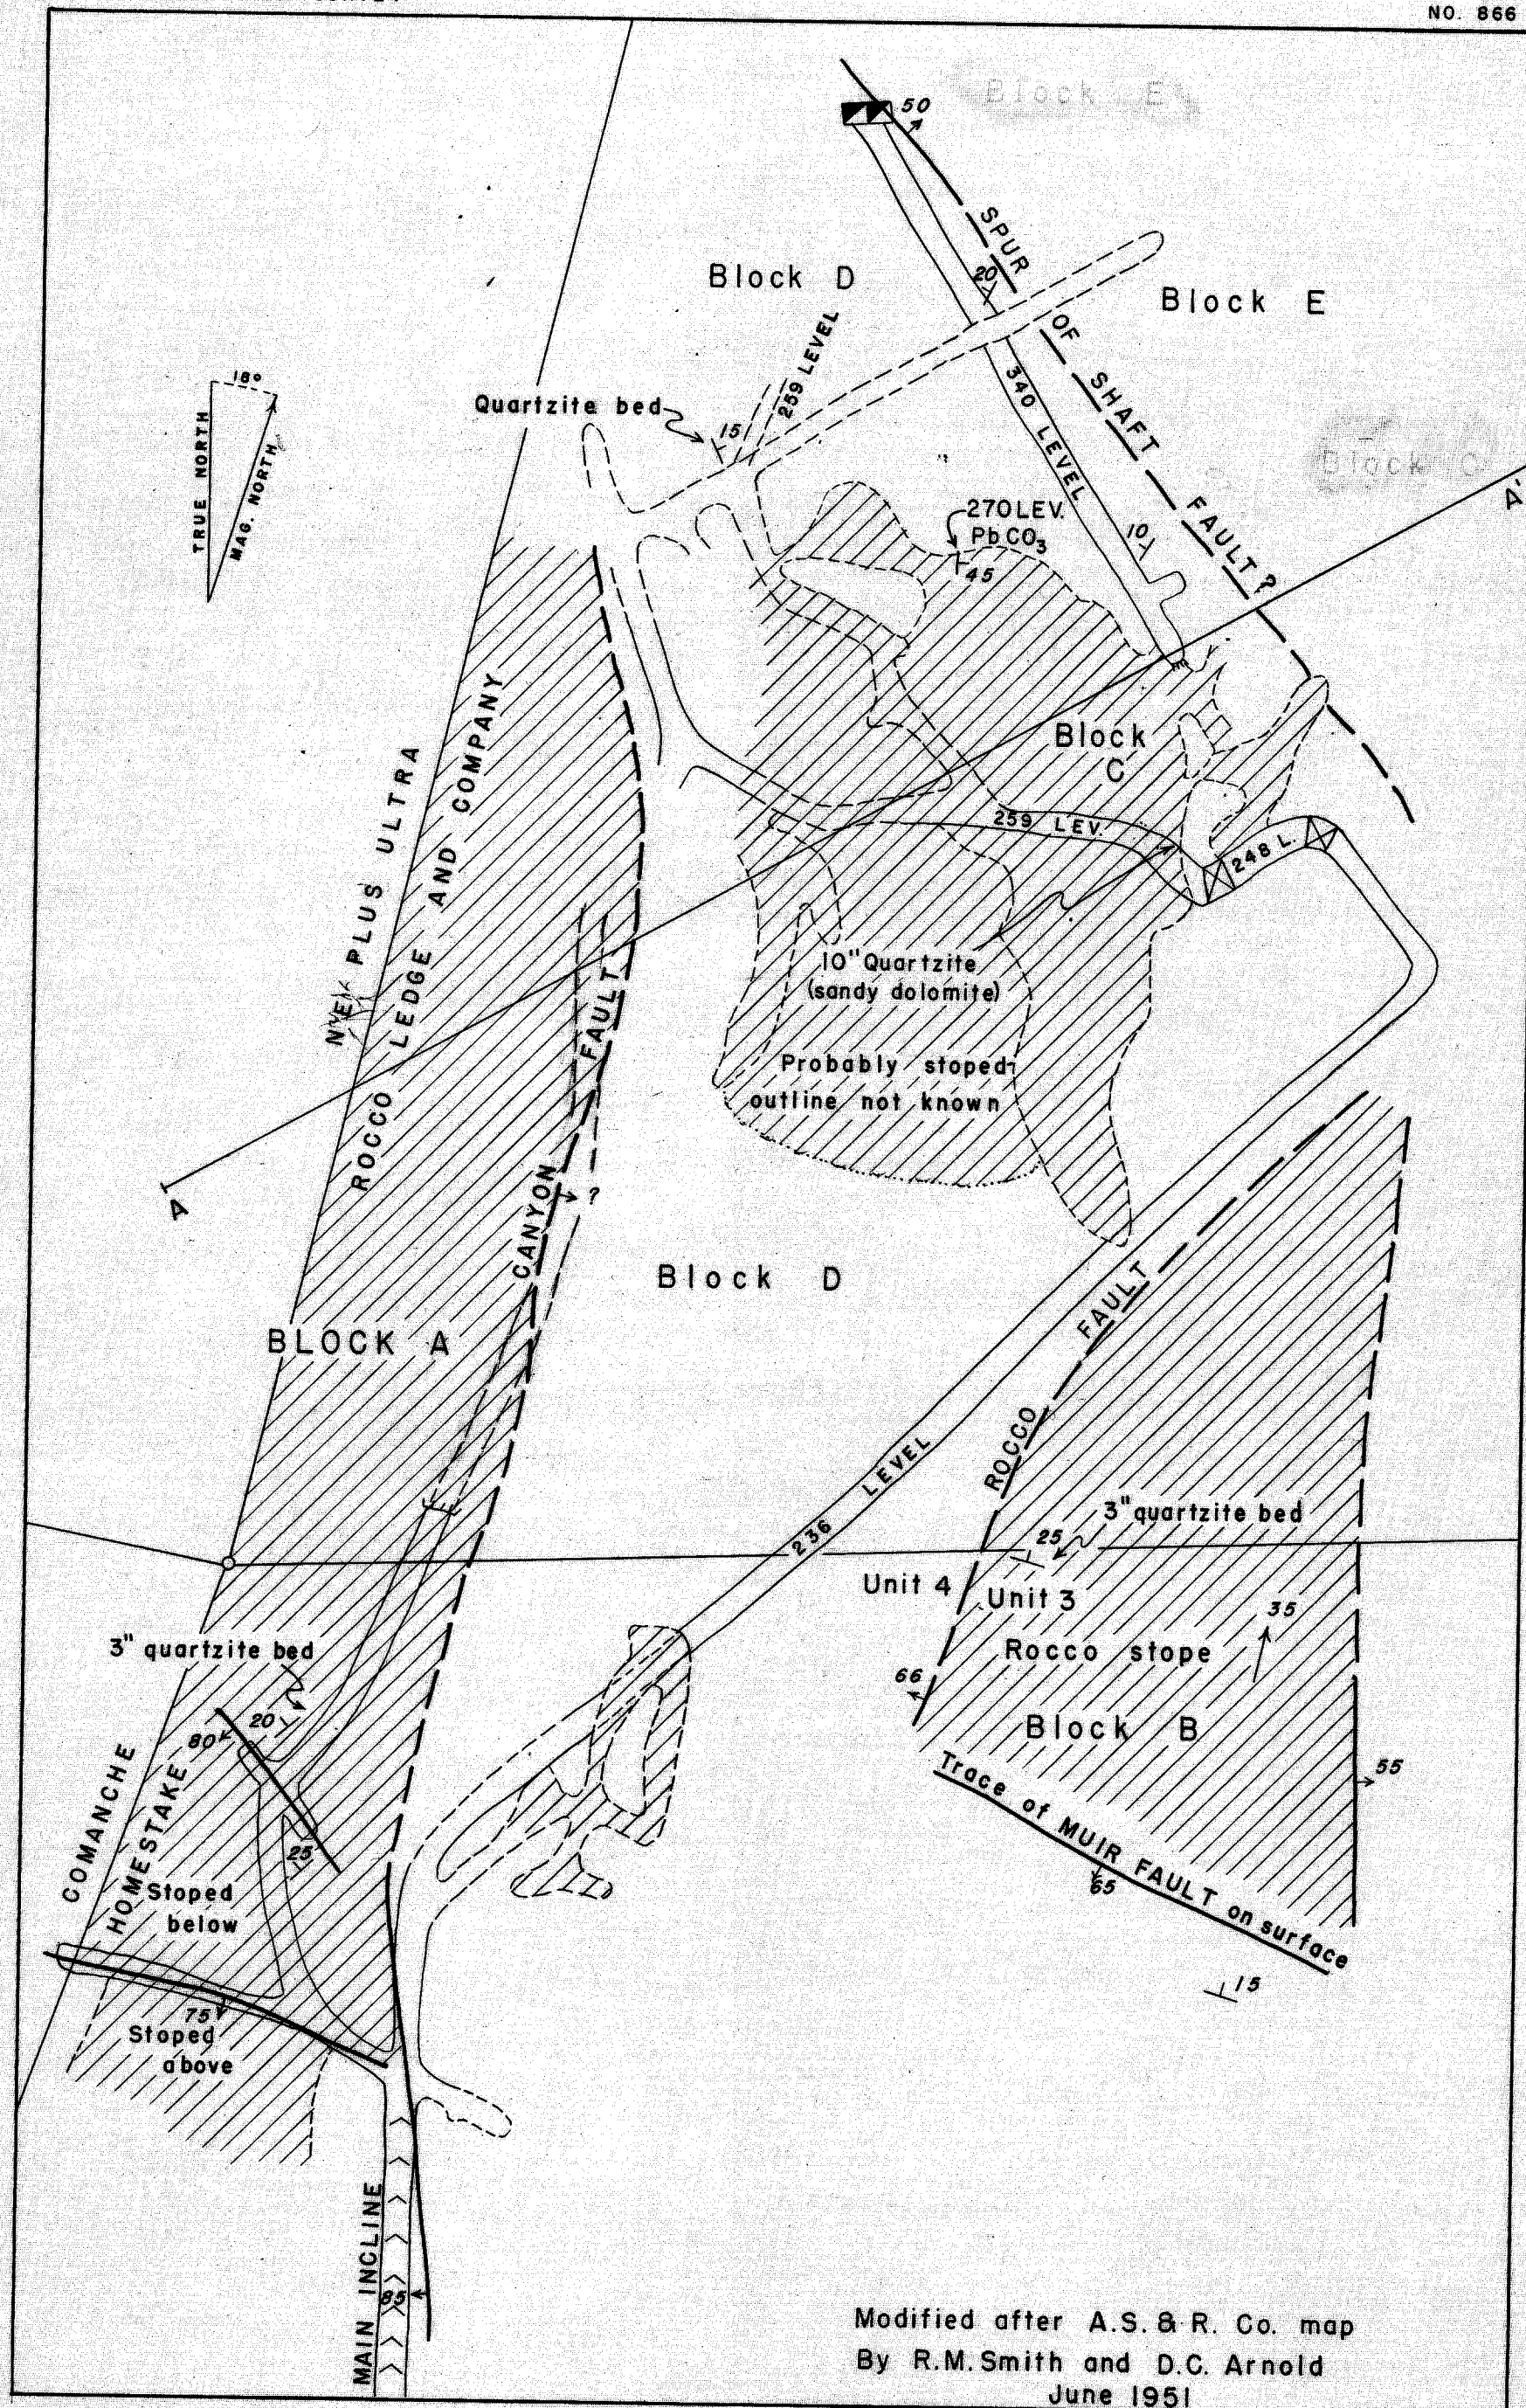 NO. 866
Block E
50
SPUR OF SHAFT FAULT?
20
Block D
Block E
259 LEVEL
18°
TRUE NORTH
MAG. NORTH
Quartzite bed
15
340 LEVEL
Block C
A'
270 LEV.
PbCO3
45
10
Block
C
NYE PLUS ULTRA
ROCCO LEDGE AND COMPANY
259 LEV.
248 L.
10" Quartzite
(sandy dolomite)
Probably stoped
outline not known
A
CANYON FAULT
?
Block D
BLOCK A
ROCCO FAULT
236 LEVEL
3" quartzite bed
25
Unit 4
Unit 3
35
Rocco stope
66
Block B
3" quartzite bed
20
80
55
Trace of MUIR FAULT on surface
65
COMANCHE
HOMESTAKE
25
Stoped
below
15
75
Stoped
above
MAIN INCLINE
85
Modified after A.S. & R. Co. map
By R.M. Smith and D.C. Arnold
June 1951